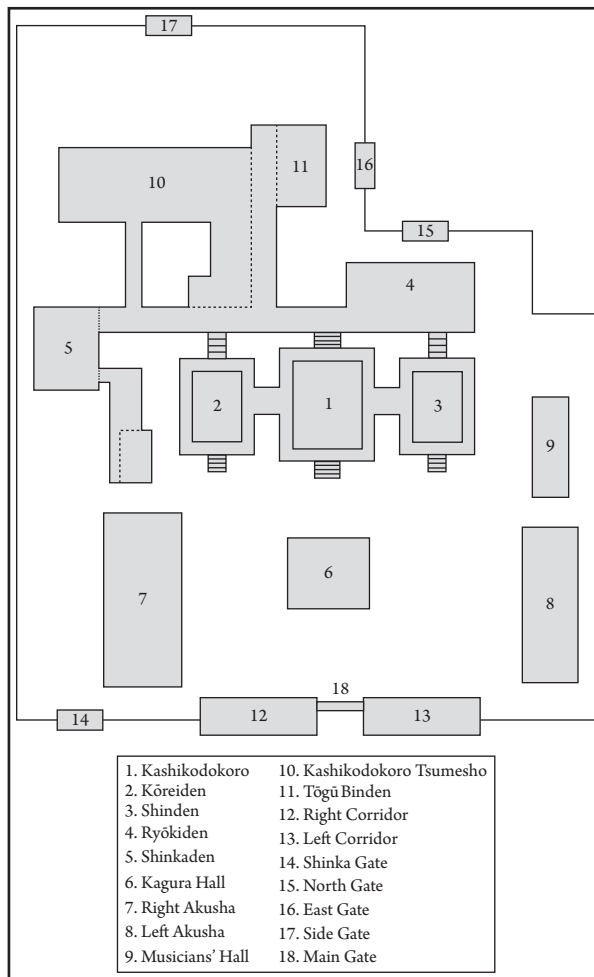 17
11
16
10
15
4
5
2
1
3
9
6
7
8
18
14
12
13
1. Kashikodokoro
2. Kōreiden
3. Shinden
4. Ryōkiden
5. Shinkaden
6. Kagura Hall
7. Right Akusha
8. Left Akusha
9. Musicians' Hall
10. Kashikodokoro Tsumesho
11. Tōgū Binden
12. Right Corridor
13. Left Corridor
14. Shinka Gate
15. North Gate
16. East Gate
17. Side Gate
18. Main Gate